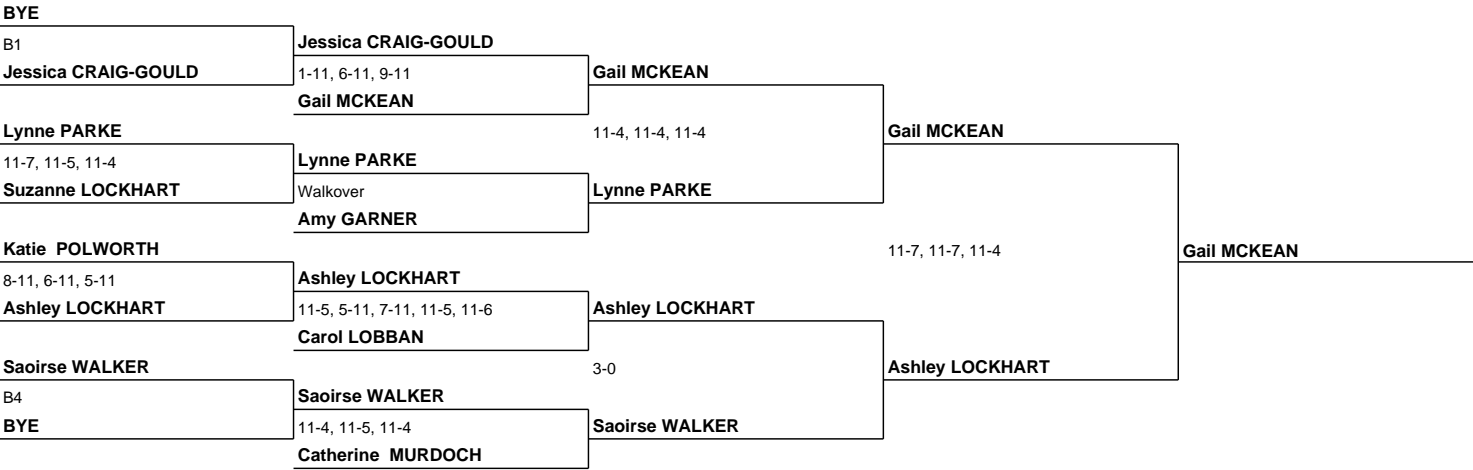 BYE
B1
Jessica CRAIG-GOULD
Jessica CRAIG-GOULD
1-11, 6-11, 9-11
Gail MCKEAN
Gail MCKEAN
Lynne PARKE
11-7, 11-5, 11-4
Suzanne LOCKHART
Lynne PARKE
Walkover
Amy GARNER
11-4, 11-4, 11-4
Lynne PARKE
Gail MCKEAN
Katie POLWORTH
8-11, 6-11, 5-11
Ashley LOCKHART
Ashley LOCKHART
11-5, 5-11, 7-11, 11-5, 11-6
Carol LOBBAN
Ashley LOCKHART
Saoirse WALKER
B4
BYE
Saoirse WALKER
11-4, 11-5, 11-4
Catherine MURDOCH
3-0
Saoirse WALKER
Ashley LOCKHART
11-7, 11-7, 11-4
Gail MCKEAN